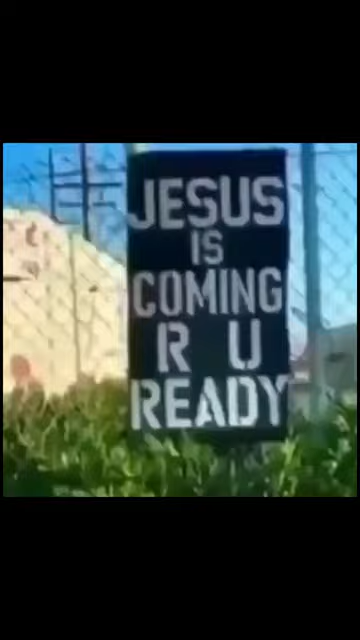 JESUS
IS
COMING
R U
READY